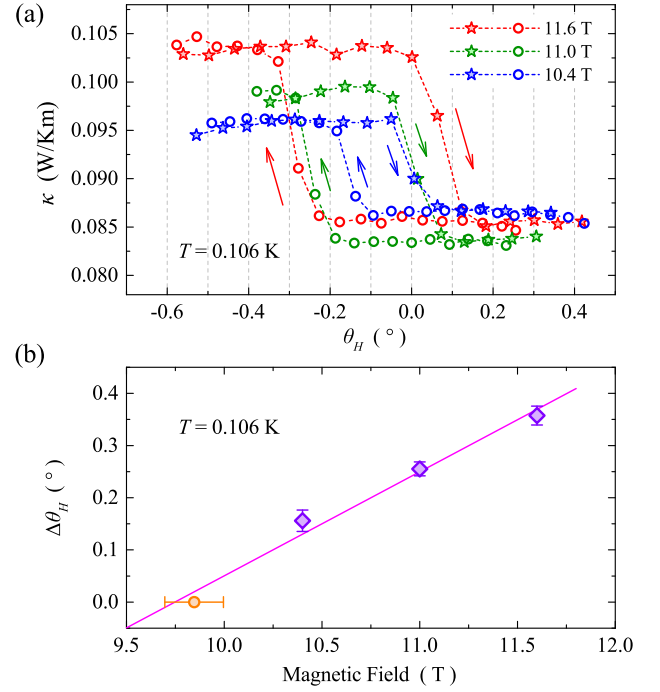 (a)
0.105
0.100
0.095
0.090
0.085
0.080
κ (W/Km)
11.6 T
11.0 T
10.4 T
T = 0.106 K
-0.6 -0.4 -0.2 0.0 0.2 0.4
θH (°)
(b)
0.4
0.3
0.2
0.1
0.0
ΔθH (°)
T = 0.106 K
9.5 10.0 10.5 11.0 11.5 12.0
Magnetic Field (T)